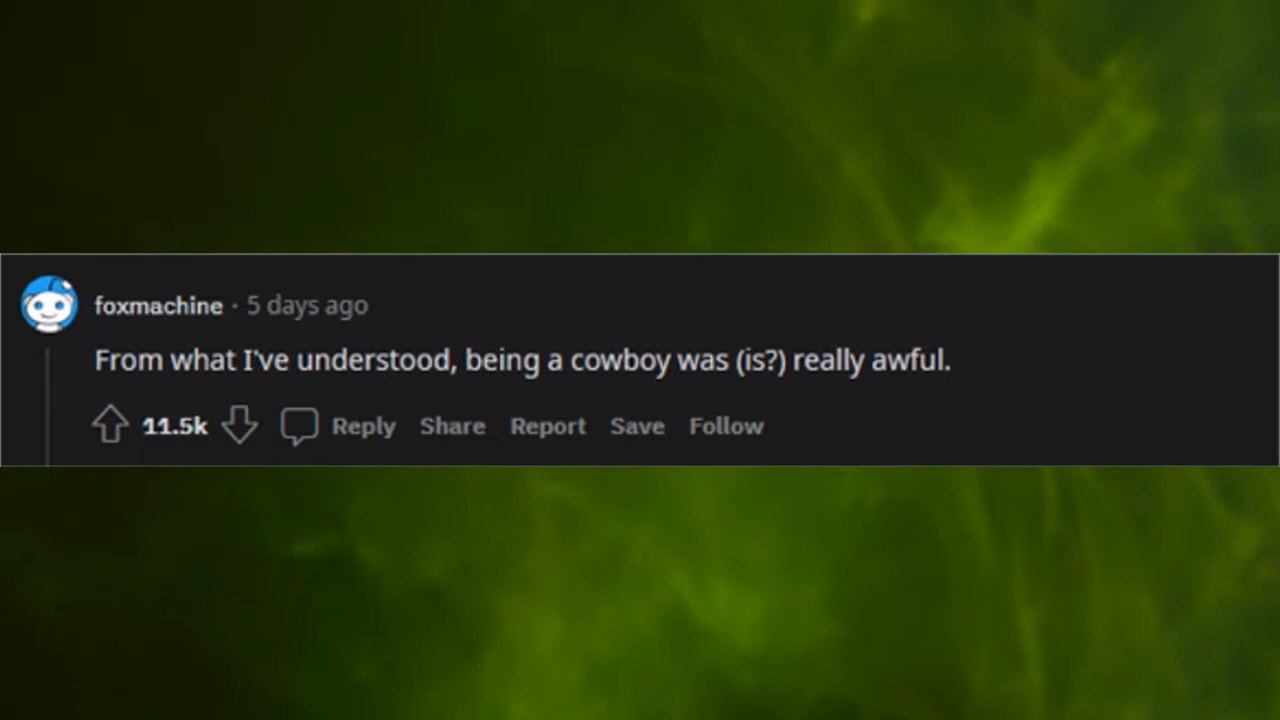 foxmachine · 5 days ago
From what I've understood, being a cowboy was (is?) really awful.
11.5k Reply Share Report Save Follow